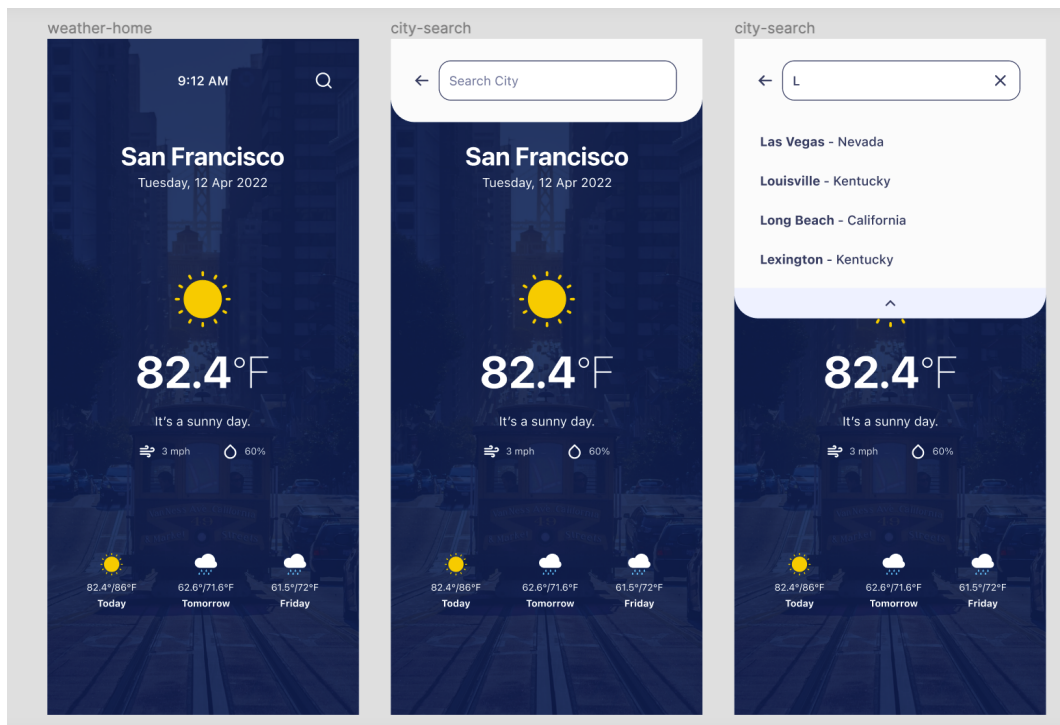 weather-home
9:12 AM
San Francisco
Tuesday, 12 Apr 2022
82.4°F
It's a sunny day.
3 mph 60%
82.4°/86°F 62.6°/71.6°F 61.5°/72°F
Today Tomorrow Friday
city-search
Search City
San Francisco
Tuesday, 12 Apr 2022
82.4°F
It's a sunny day.
3 mph 60%
82.4°/86°F 62.6°/71.6°F 61.5°/72°F
Today Tomorrow Friday
city-search
L
Las Vegas - Nevada
Louisville - Kentucky
Long Beach - California
Lexington - Kentucky
82.4°F
It's a sunny day.
3 mph 60%
82.4°/86°F 62.6°/71.6°F 61.5°/72°F
Today Tomorrow Friday